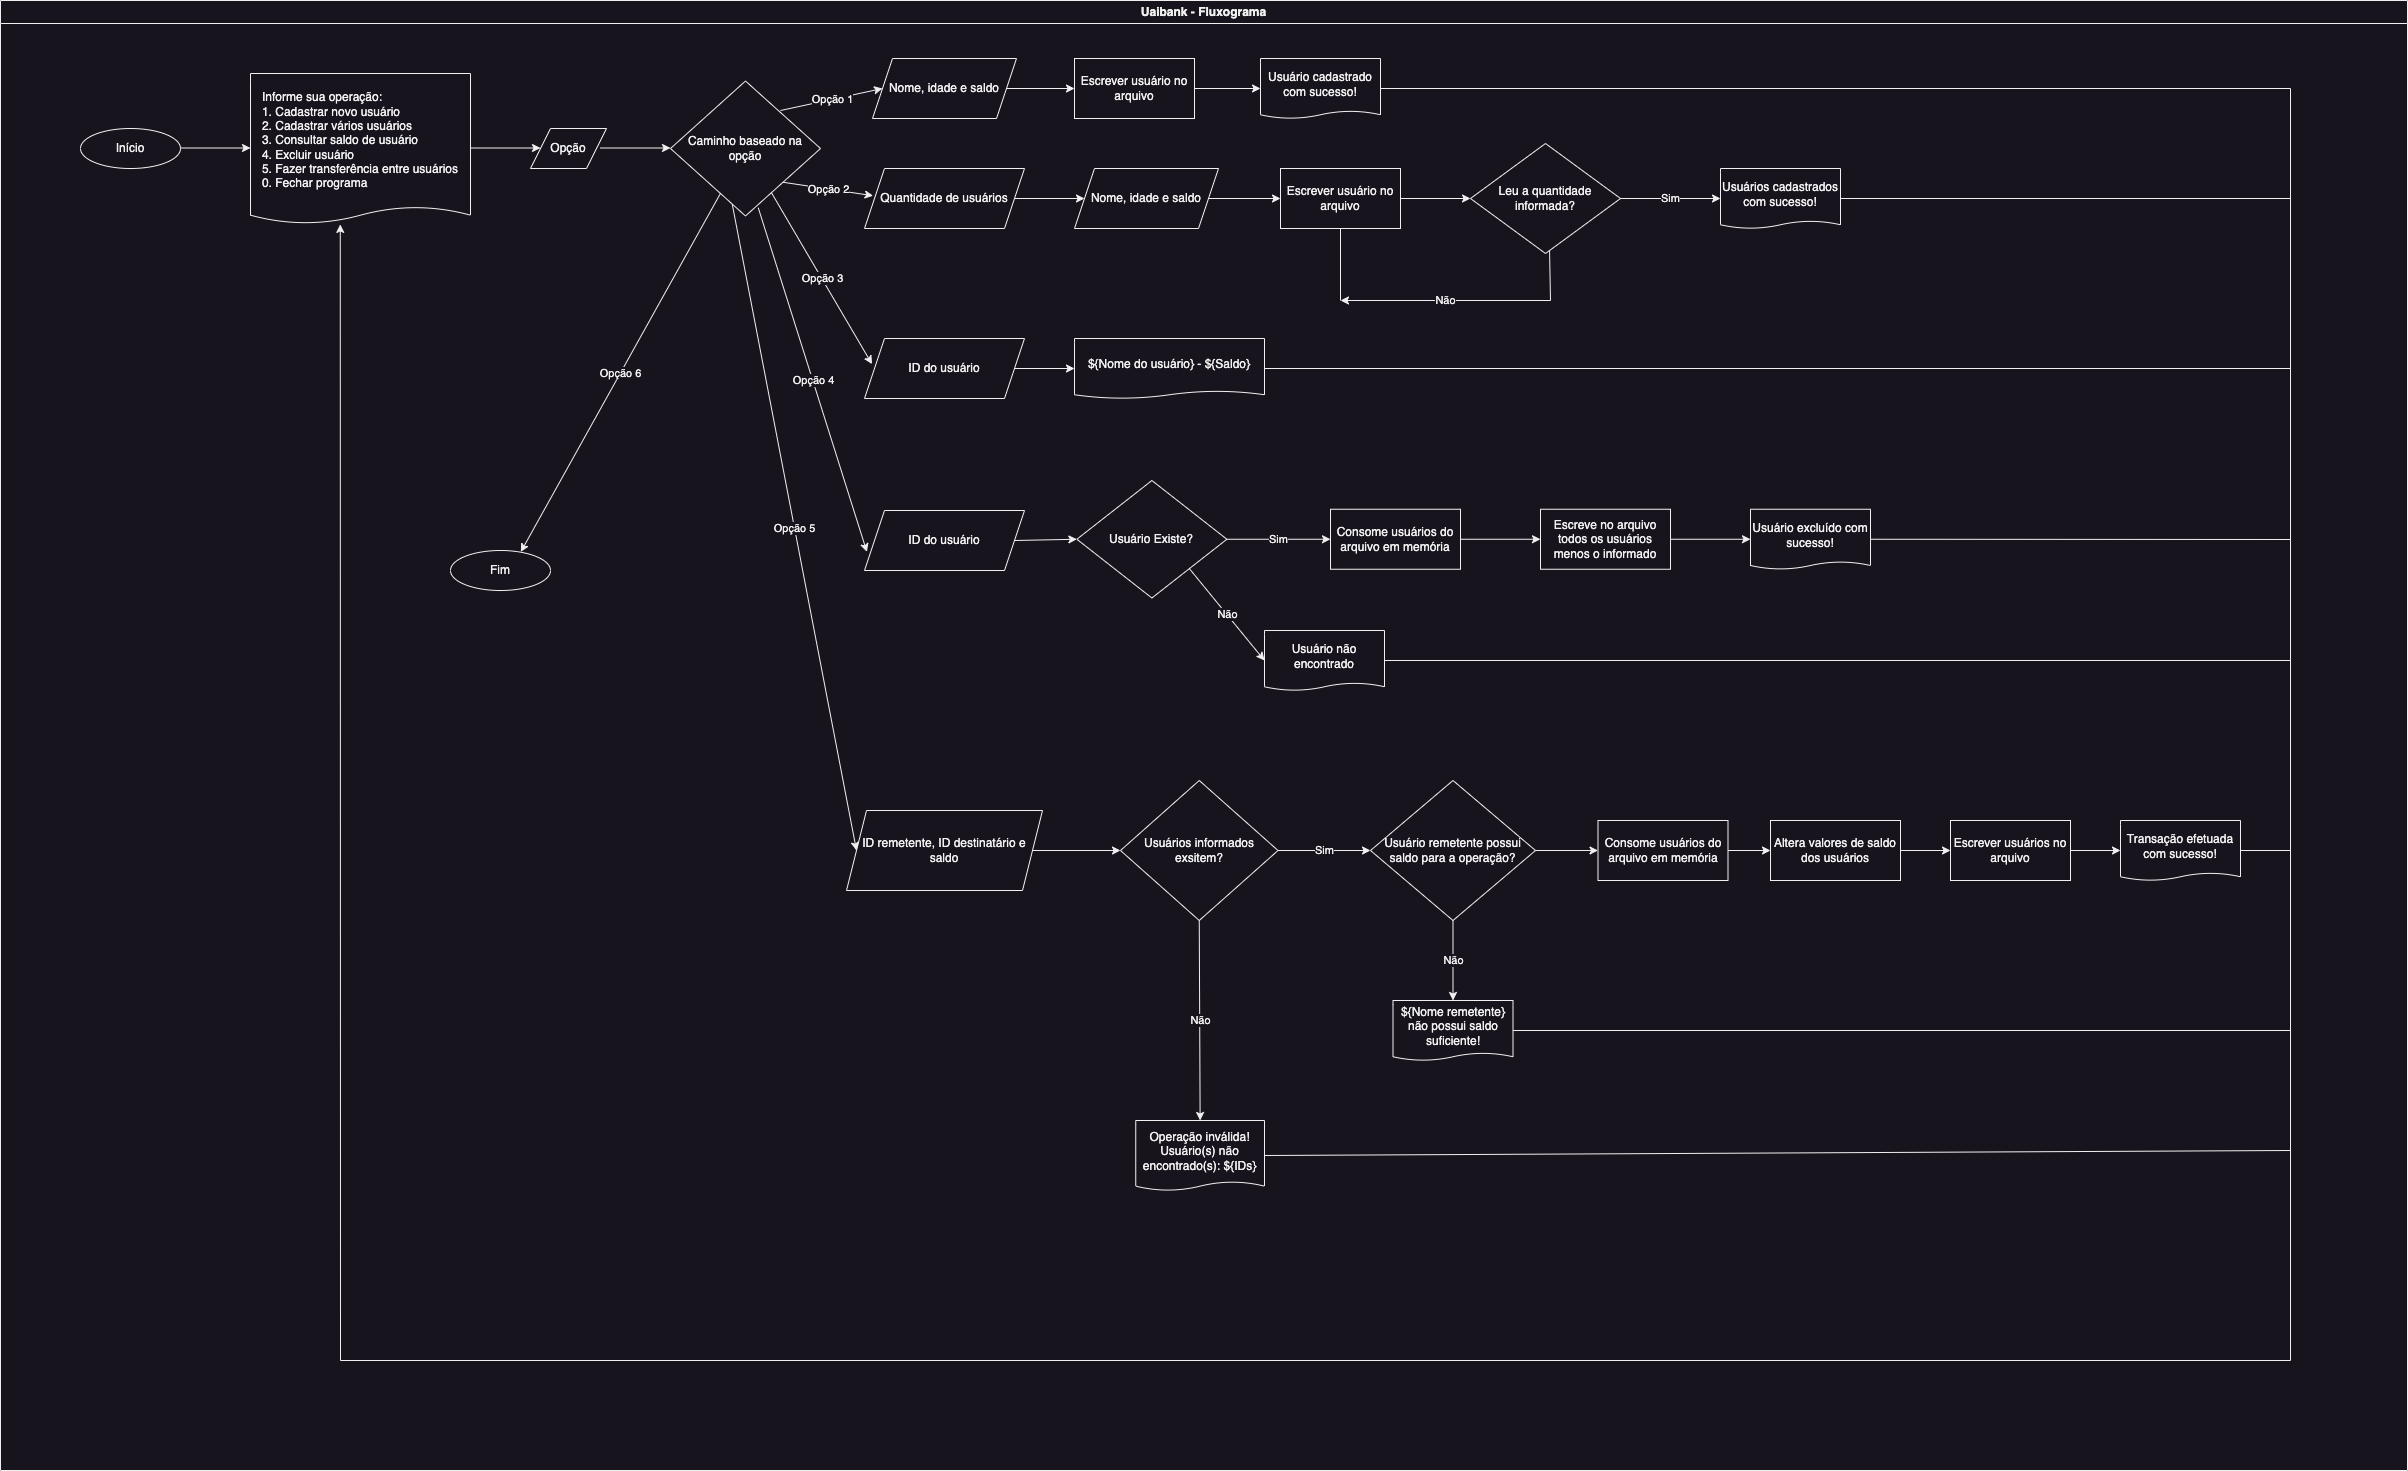 Uaibank - Fluxograma
Início
Informe sua operação:
1. Cadastrar novo usuário
2. Cadastrar vários usuários
3. Consultar saldo de usuário
4. Excluir usuário
5. Fazer transferência entre usuários
0. Fechar programa
Opção
Caminho baseado na
opção
Opção 1
Nome, idade e saldo
Escrever usuário no
arquivo
Usuário cadastrado
com sucesso!
Opção 2
Quantidade de usuários
Nome, idade e saldo
Escrever usuário no
arquivo
Leu a quantidade
informada?
Sim
Usuários cadastrados
com sucesso!
Não
Opção 3
ID do usuário
${Nome do usuário} - ${Saldo}
Opção 6
Fim
Opção 4
ID do usuário
Usuário Existe?
Sim
Consome usuários do
arquivo em memória
Escreve no arquivo
todos os usuários
menos o informado
Usuário excluído com
sucesso!
Não
Usuário não
encontrado
Opção 5
ID remetente, ID destinatário e
saldo
Usuários informados
exsitem?
Sim
Usuário remetente possui
saldo para a operação?
Consome usuários do
arquivo em memória
Altera valores de saldo
dos usuários
Escrever usuários no
arquivo
Transação efetuada
com sucesso!
Não
${Nome remetente}
não possui saldo
suficiente!
Não
Operação inválida!
Usuário(s) não
encontrado(s): ${IDs}